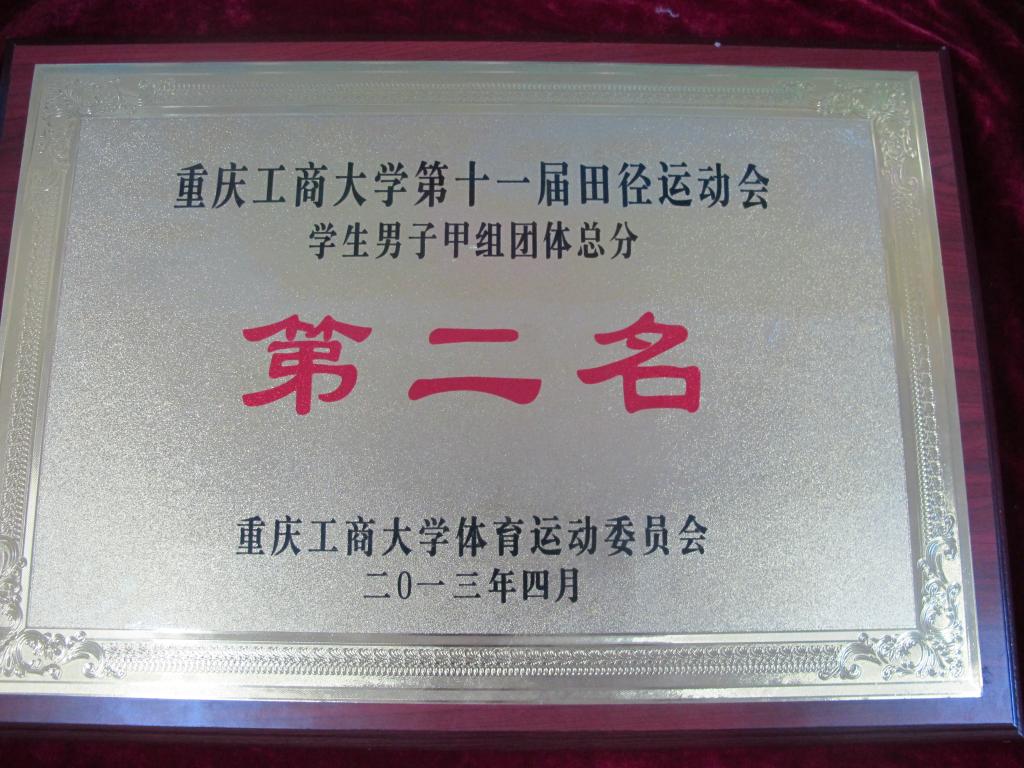 重庆工商大学第十一届田径运动会
学生男子甲组团体总分
第二名
重庆工商大学体育运动委员会
二0一三年四月